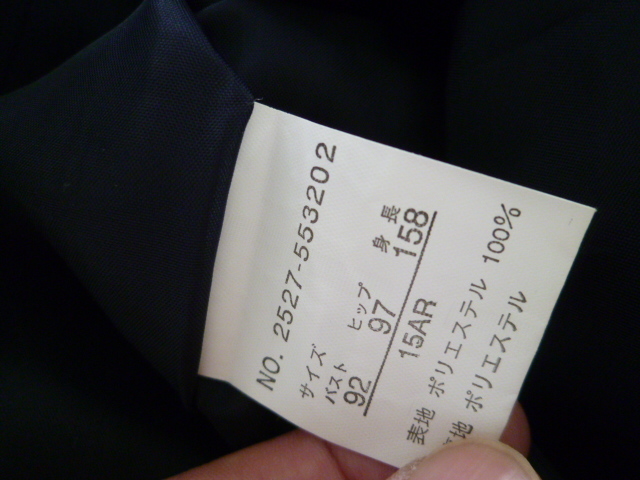 NO. 2527-553202
サイズ
バスト ヒップ 身長
92 97 158
15AR
表地 ポリエステル 100%
地 ポリエステル